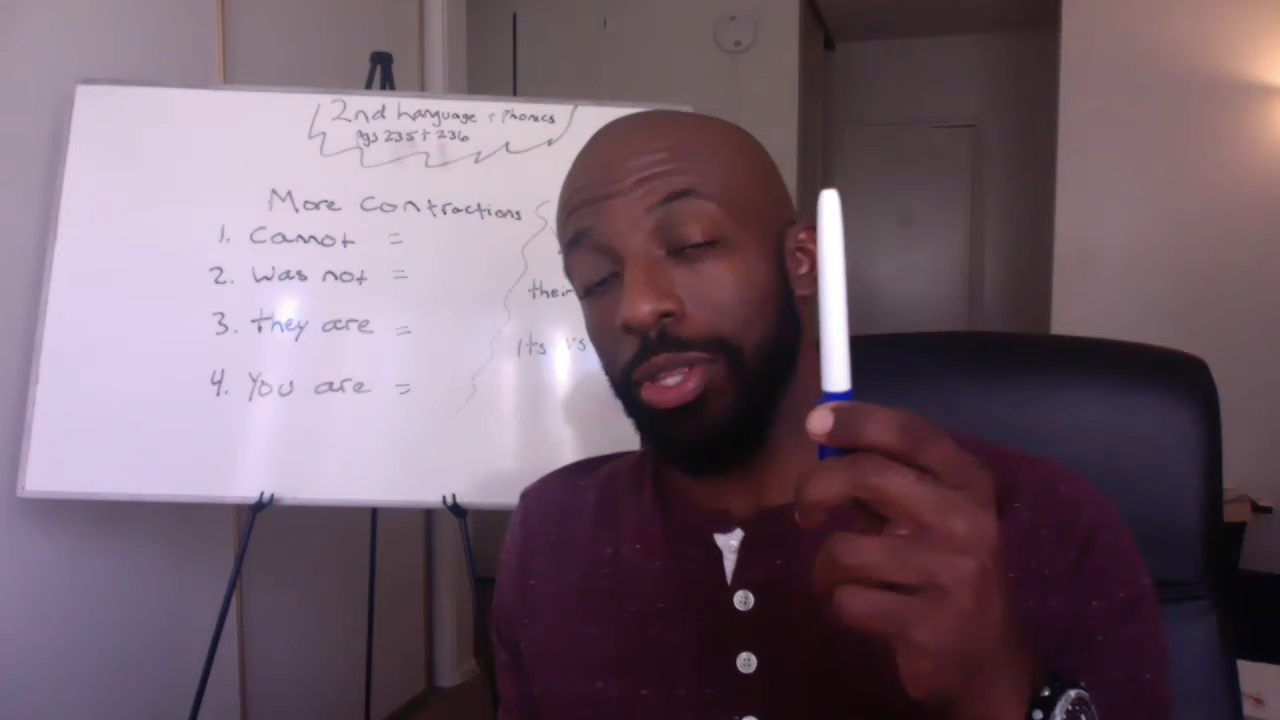 2nd Language + Phonics
Pgs 235 + 236
More Contractions
1. Cannot =
2. Was not =
3. they are =
4. You are =
their
Its vs